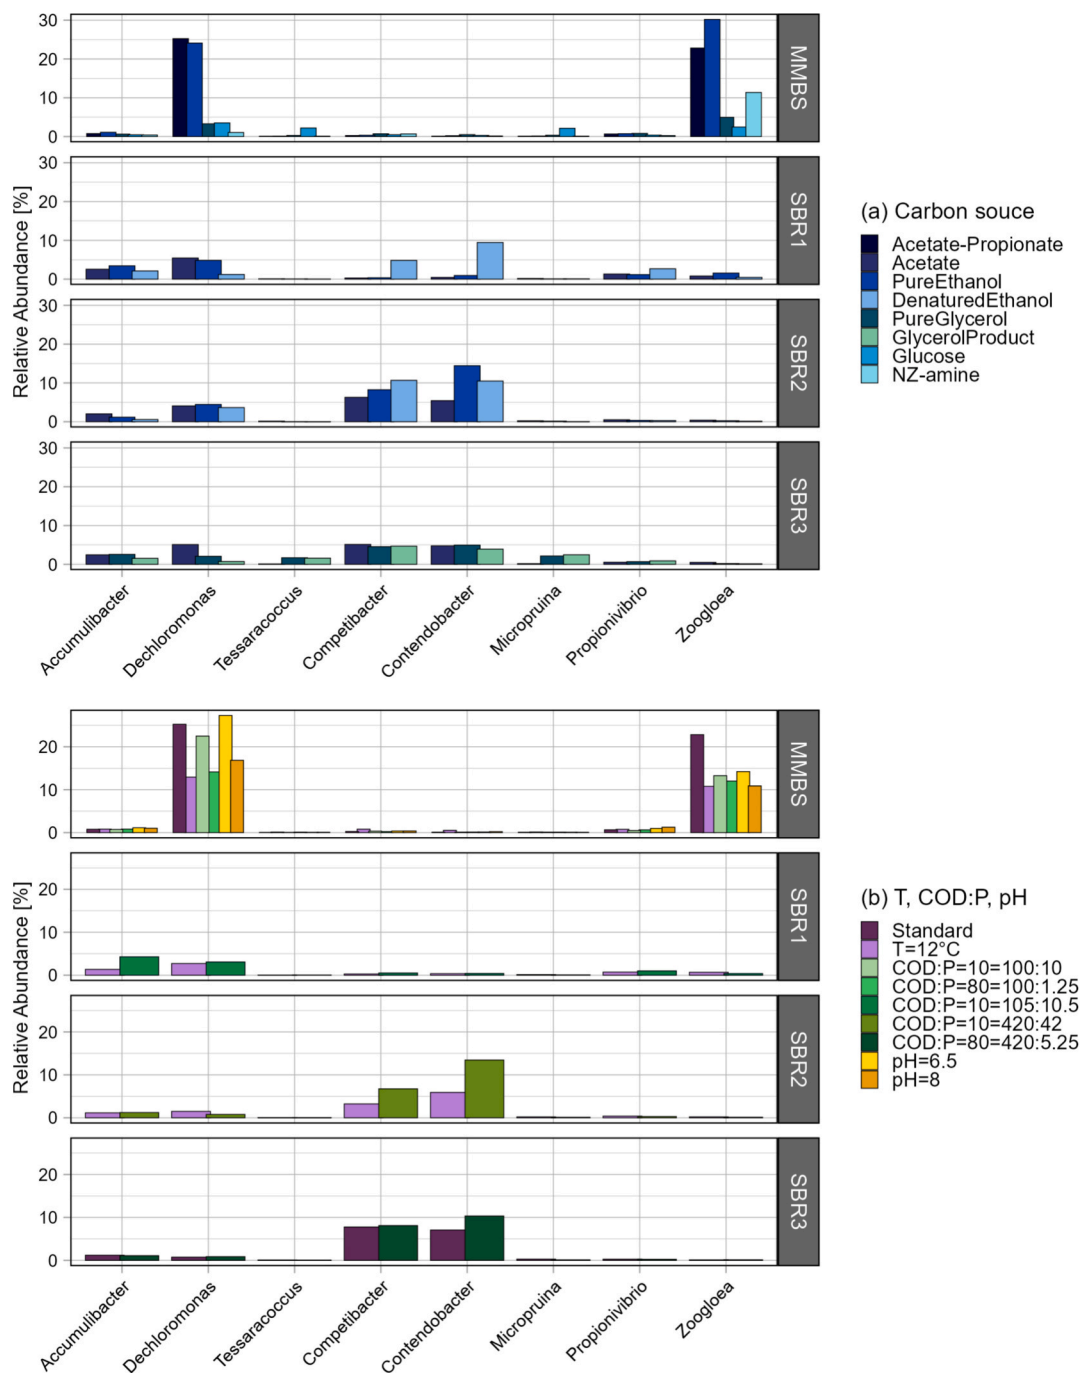 30
20
10
0
MMBS
30
20
10
0
SBR1
Relative Abundance [%]
30
20
10
0
SBR2
30
20
10
0
SBR3
Accumulibacter
Dechloromonas
Tessaracoccus
Competibacter
Contendobacter
Micropruina
Propionivibrio
Zoogloea
(a) Carbon souce
Acetate-Propionate
Acetate
PureEthanol
DenaturedEthanol
PureGlycerol
GlycerolProduct
Glucose
NZ-amine
20
10
0
MMBS
20
10
0
SBR1
Relative Abundance [%]
20
10
0
SBR2
20
10
0
SBR3
Accumulibacter
Dechloromonas
Tessaracoccus
Competibacter
Contendobacter
Micropruina
Propionivibrio
Zoogloea
(b) T, COD:P, pH
Standard
T=12°C
COD:P=10=100:10
COD:P=80=100:1.25
COD:P=10=105:10.5
COD:P=10=420:42
COD:P=80=420:5.25
pH=6.5
pH=8